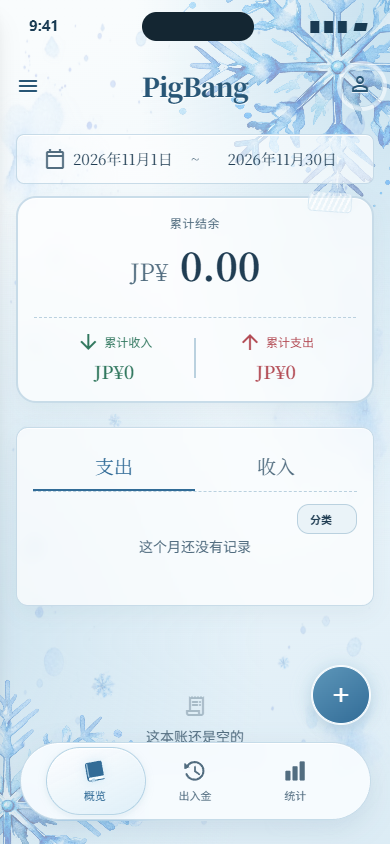 9:41
PigBang
2026年11月1日 ~ 2026年11月30日
累计结余
JP¥ 0.00
累计收入 累计支出
JP¥0 JP¥0
支出 收入
分类
这个月还没有记录
+
这本账还是空的
概览 出入金 统计